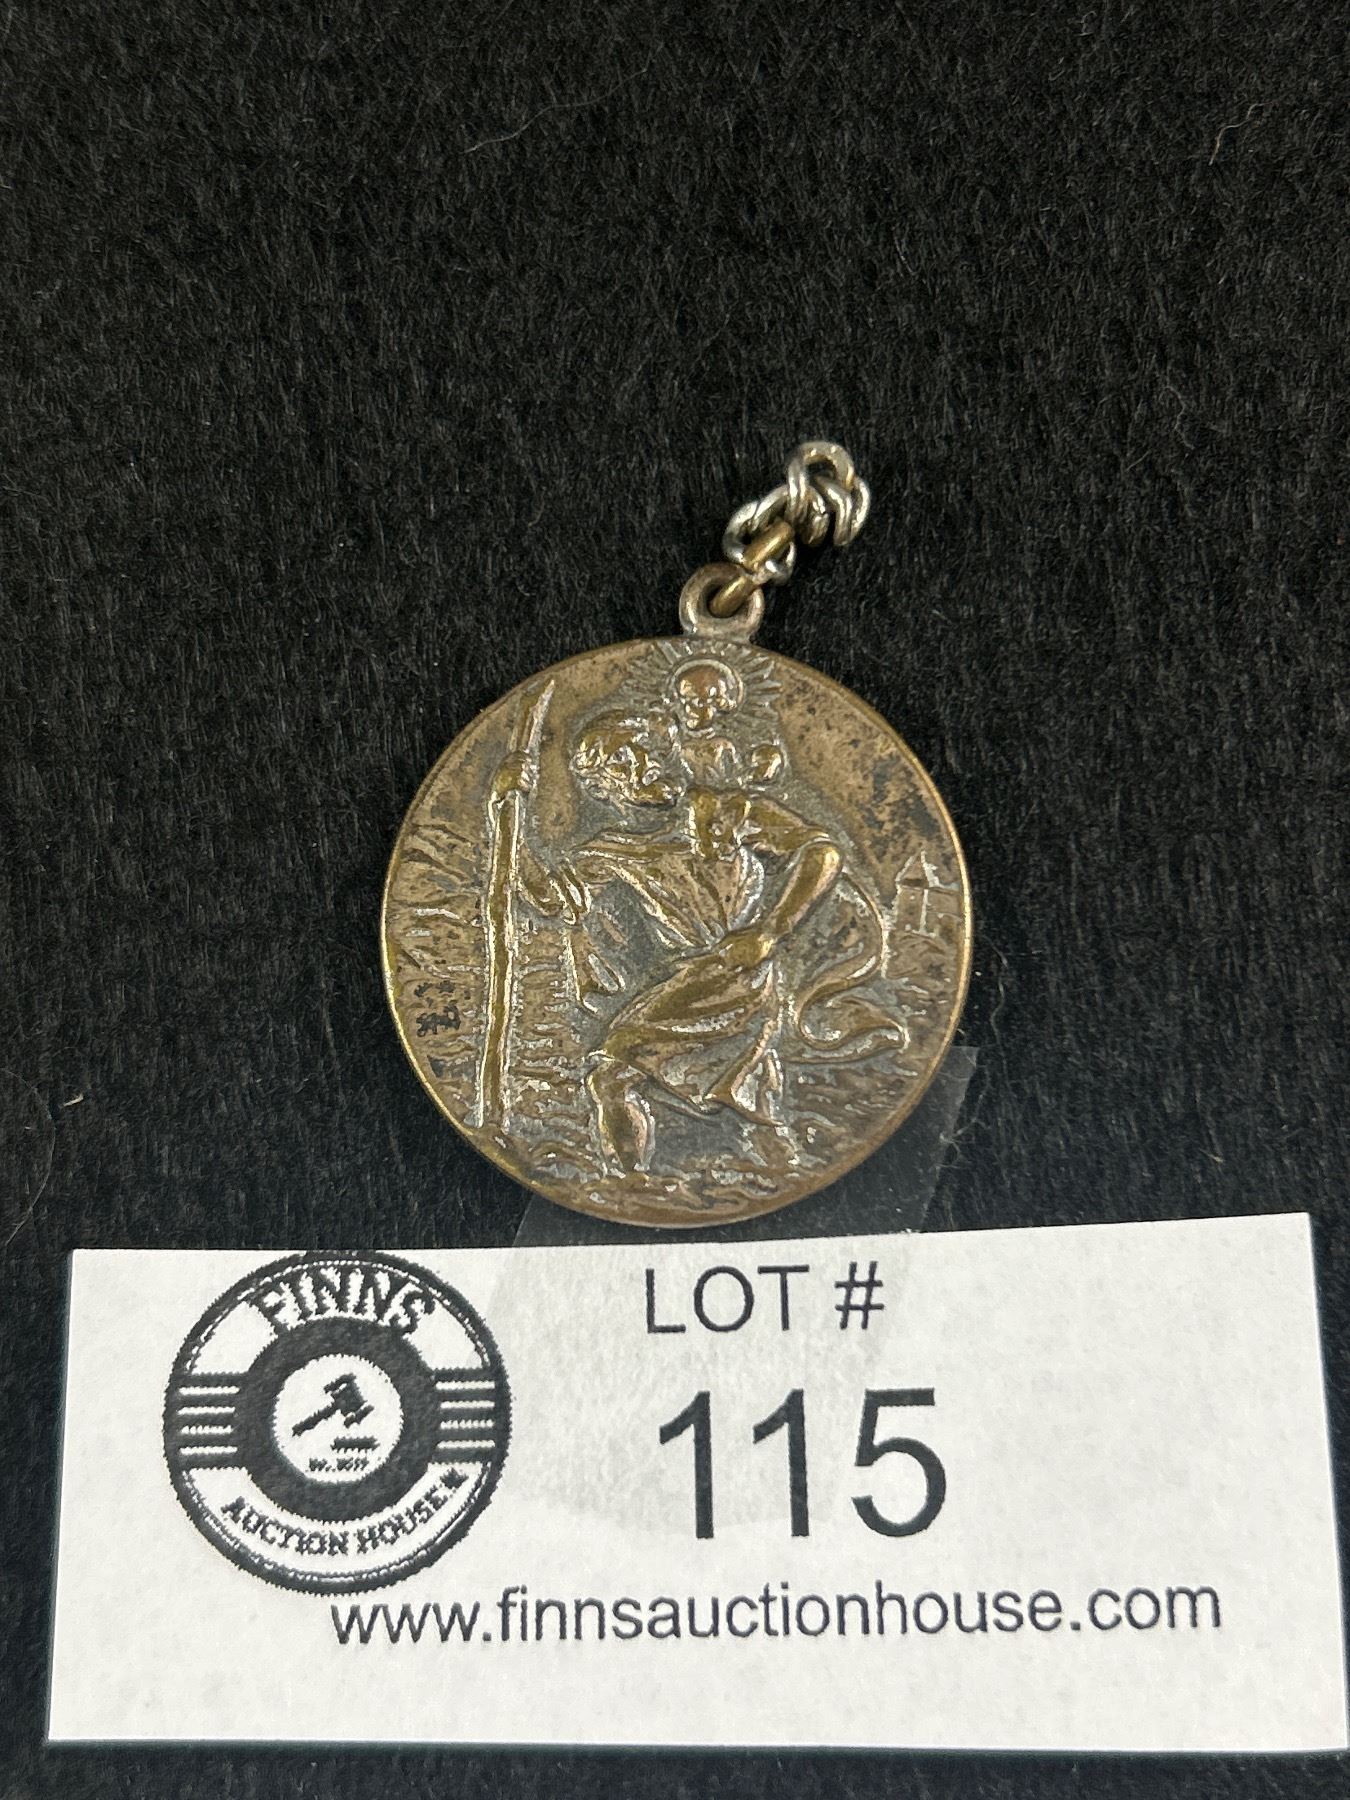 FINNS
AUCTION HOUSE
LOT #
115
www.finnsauctionhouse.com